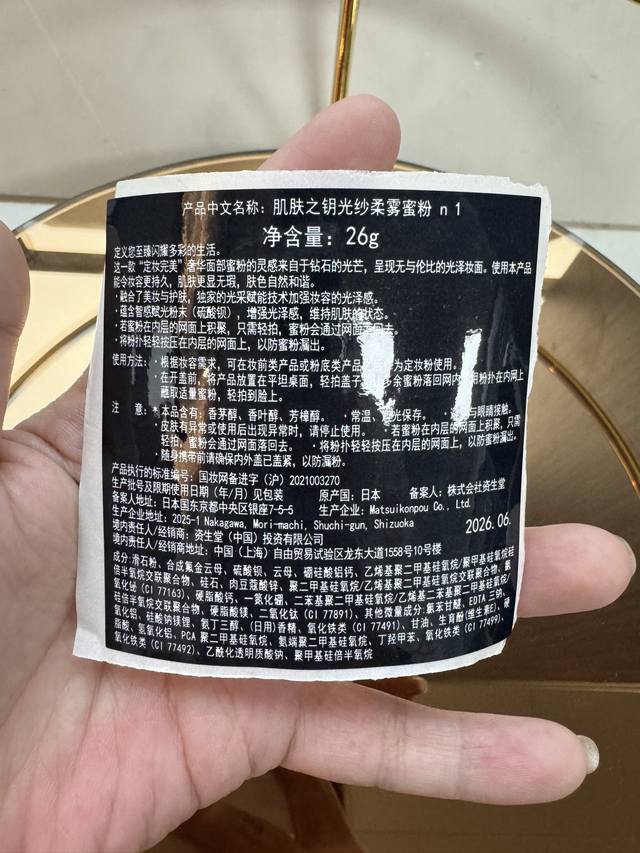 产品中文名称：肌肤之钥光纱柔雾蜜粉 n 1
净含量：26g
定义您至臻闪耀多彩的生活。
这一款“定妆完美”奢华面部蜜粉的灵感来自于钻石的光芒，呈现无与伦比的光泽妆面。使用本产品
能令妆容更持久，肌肤更显无瑕，肤色自然和谐。
·融合了美妆与护肤，独家的光采赋能技术加强妆容的光泽感。
·蕴含智感赋光粉末（硫酸钡），增强光泽感，维持肌肤的状态。
·若蜜粉在内层的网面上积聚，只需轻拍，蜜粉会通过网面落回去。
·将粉扑轻轻按压在内层的网面上，以防蜜粉漏出。
使用方法：·根据妆容需求，可在妆前类产品或粉底类产品之后作为定妆粉使用。
·在开盖前，将产品放置在平坦桌面，轻拍盖子 多余蜜粉落回网内 用粉扑在内网上
蘸取适量蜜粉，轻拍到脸上。
注 意：*本品含有：香茅醇、香叶醇、芳樟醇。 ·常温、 光保存。 · 与眼睛接触。
·皮肤有异常或使用后出现异常时，请停止使用。 ·若蜜粉在内层的网面上积聚，只需
轻拍，蜜粉会通过网面落回去。 ·将粉扑轻轻按压在内层的网面上，以防蜜粉漏出。
·随身携带前请确保内外盖已盖紧，以防漏粉。
产品执行的标准编号：国妆网备进字（沪）2021003270
生产批号及限期使用日期（年/月）见包装 原产国：日本 备案人：株式会社资生堂
备案人地址：日本国东京都中央区银座7-5-5 生产企业：Matsuikonpou Co., Ltd.
生产企业地址：2025-1 Nakagawa, Mori-machi, Shuchi-gun, Shizuoka
境内责任人/经销商：资生堂（中国）投资有限公司 2026.06.
境内责任人/经销商地址：中国（上海）自由贸易试验区龙东大道1558号10号楼
成分:滑石粉、合成氟金云母、硫酸钡、云母、硼硅酸铝钙、乙烯基聚二甲基硅氧烷/聚甲基硅氧烷硅
倍半氧烷交联聚合物、硅石、肉豆蔻酸锌、聚二甲基硅氧烷/乙烯基聚二甲基硅氧烷交联聚合物、氯
氧化铋（CI 77163）、硬脂酸钙、一氮化硼、二苯基聚二甲基硅氧烷/乙烯基二苯基聚二甲基硅氧烷/
硅倍半氧烷交联聚合物、硬脂酸镁、二氧化钛（CI 77891）、其他微量成分:氯苯甘醚、EDTA 二钠、
氧化铝、硅酸钠镁锂、氨丁三醇、(日用)香精、氧化铁类（CI 77491）、甘油、生育酚(维生素E)、硬
脂酸、氢氧化铝、PCA 聚二甲基硅氧烷、氨端聚二甲基硅氧烷、丁羟甲苯、氧化铁类（CI 77499）、
氧化铁类（CI 77492）、乙酰化透明质酸钠、聚甲基硅倍半氧烷